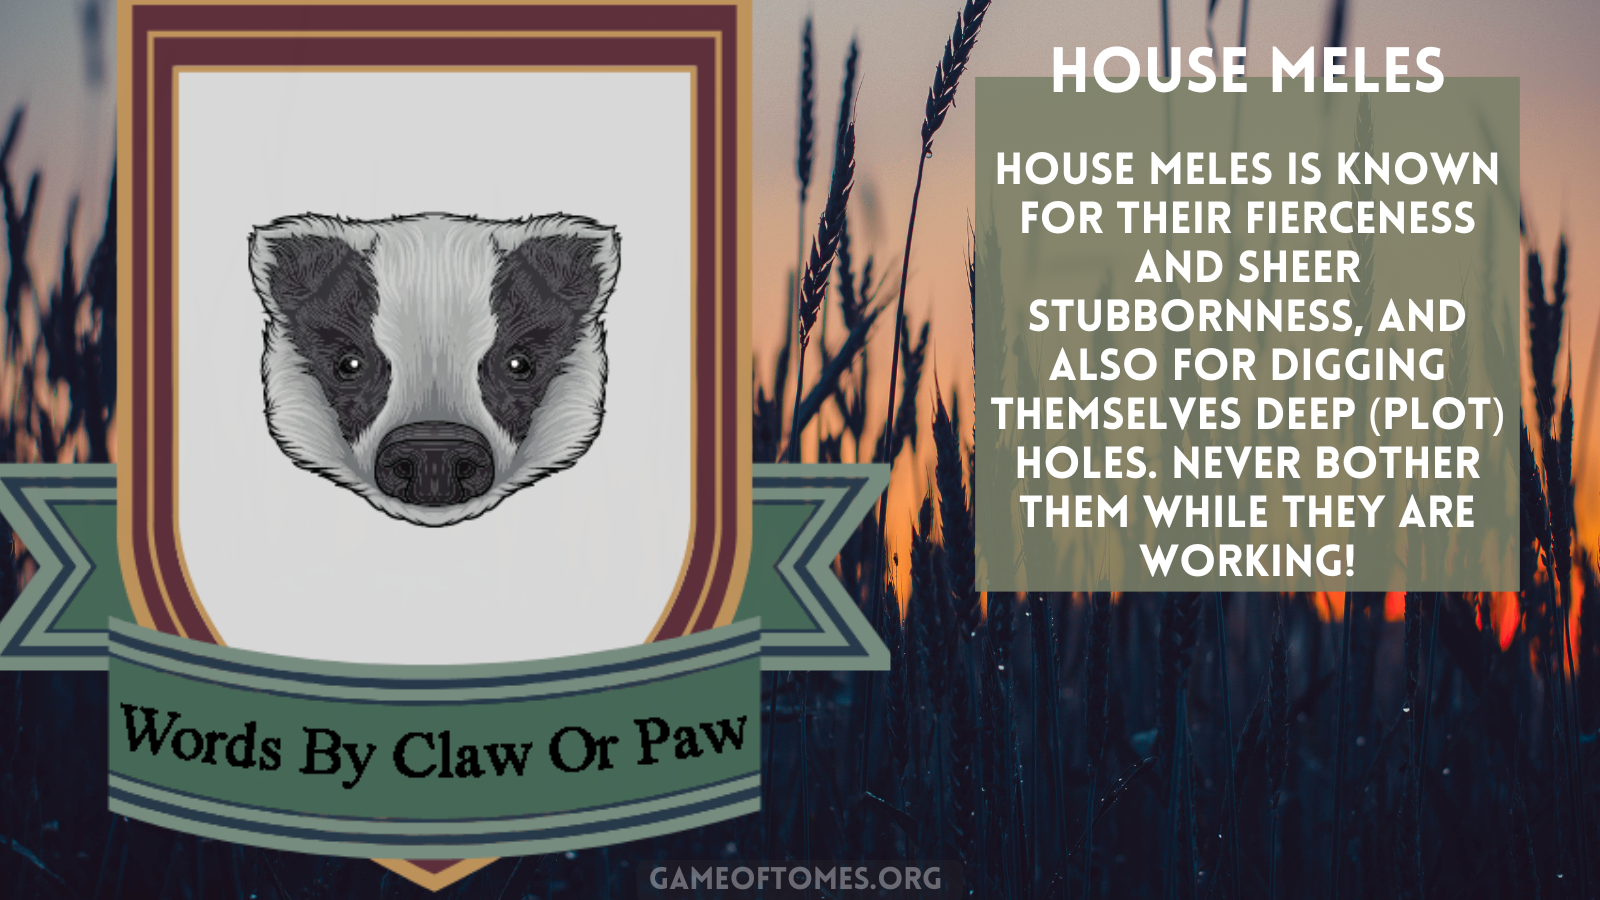 HOUSE MELES
HOUSE MELES IS KNOWN
FOR THEIR FIERCENESS
AND SHEER
STUBBORNNESS, AND
ALSO FOR DIGGING
THEMSELVES DEEP (PLOT)
HOLES. NEVER BOTHER
THEM WHILE THEY ARE
WORKING!
Words By Claw Or Paw
GAMEOFTOMES.ORG